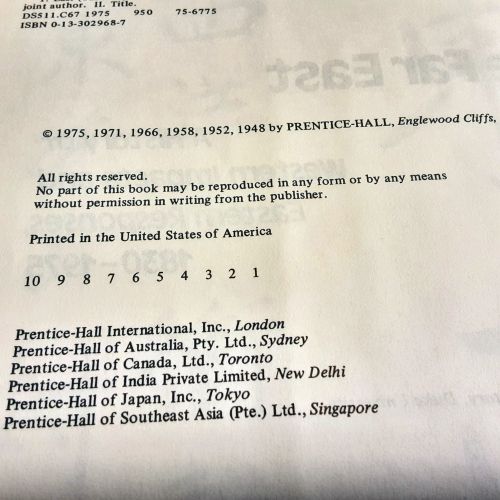 joint author. II. Title.
DS511.C67 1975 950 75-6775
ISBN 0-13-302968-7
© 1975, 1971, 1966, 1958, 1952, 1948 by PRENTICE-HALL, Englewood Cliffs,
All rights reserved.
No part of this book may be reproduced in any form or by any means
without permission in writing from the publisher.
Printed in the United States of America
10 9 8 7 6 5 4 3 2 1
Prentice-Hall International, Inc., London
Prentice-Hall of Australia, Pty. Ltd., Sydney
Prentice-Hall of Canada, Ltd., Toronto
Prentice-Hall of India Private Limited, New Delhi
Prentice-Hall of Japan, Inc., Tokyo
Prentice-Hall of Southeast Asia (Pte.) Ltd., Singapore